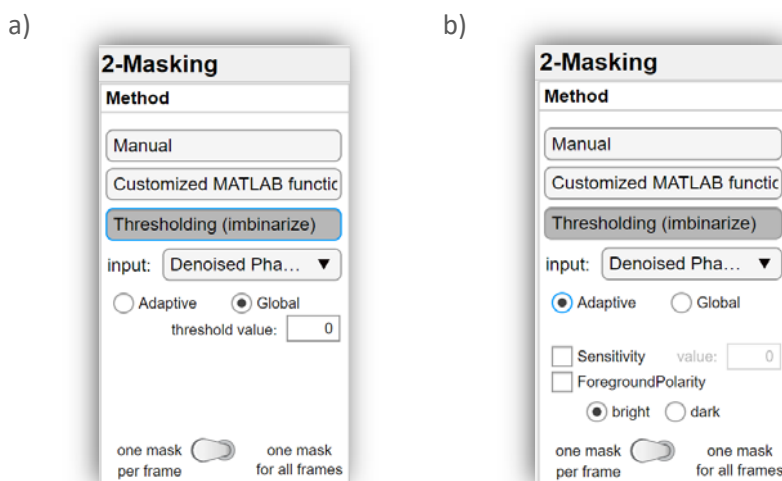 a)
2-Masking
Method
Manual
Customized MATLAB functic
Thresholding (imbinarize)
input: Denoised Pha... ▼
Adaptive Global
threshold value: 0
one mask per frame
one mask for all frames
b)
2-Masking
Method
Manual
Customized MATLAB functic
Thresholding (imbinarize)
input: Denoised Pha... ▼
Adaptive Global
Sensitivity value: 0
ForegroundPolarity
bright dark
one mask per frame
one mask for all frames